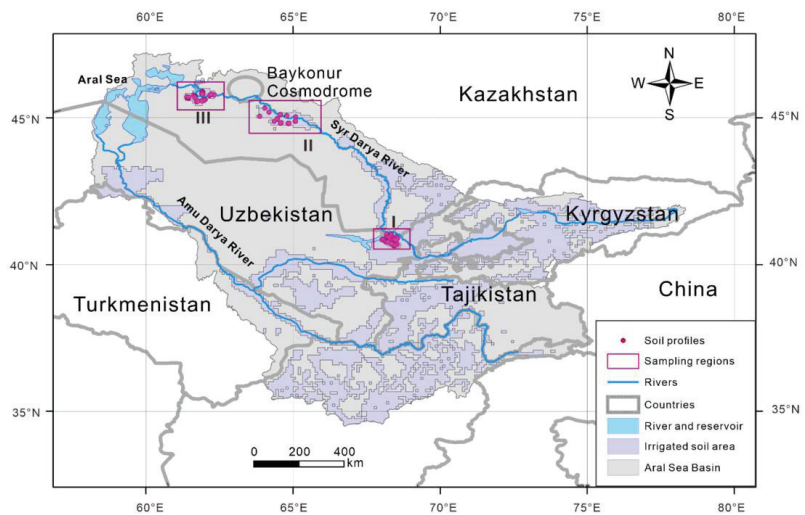 60°E 65°E 70°E 75°E 80°E
N
W E
S
Aral Sea
Baykonur
Cosmodrome
Kazakhstan
45°N 45°N
III
II
Syr Darya River
I
Uzbekistan
Kyrgyzstan
Amu Darya River
40°N 40°N
Turkmenistan
Tajikistan
China
Soil profiles
Sampling regions
Rivers
Countries
River and reservoir
Irrigated soil area
Aral Sea Basin
35°N 35°N
0 200 400
km
60°E 65°E 70°E 75°E 80°E